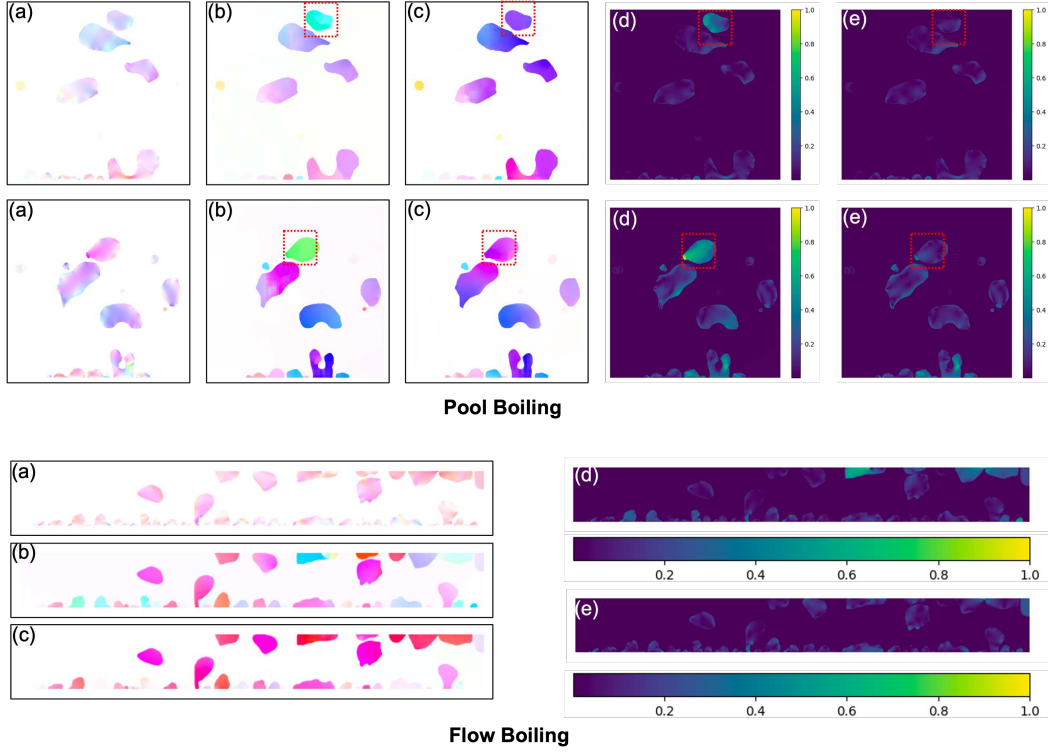 (a) (b) (c) (d) (e)
1.0 1.0
0.8 0.8
0.6 0.6
0.4 0.4
0.2 0.2
(a) (b) (c) (d) (e)
1.0 1.0
0.8 0.8
0.6 0.6
0.4 0.4
0.2 0.2
Pool Boiling
(a)
(b)
(c)
(d)
0.2 0.4 0.6 0.8 1.0
(e)
0.2 0.4 0.6 0.8 1.0
Flow Boiling